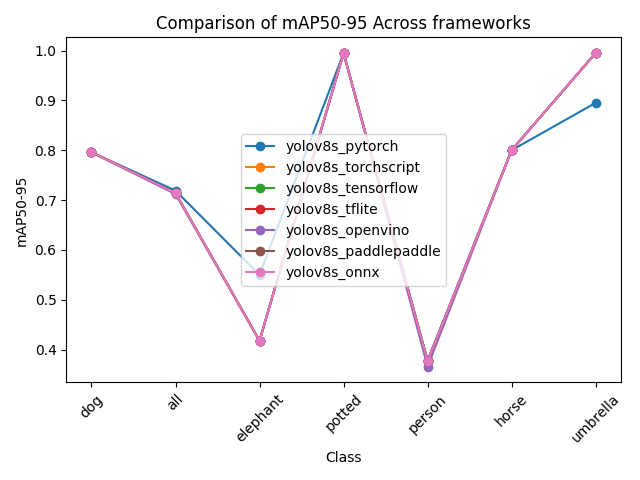 Comparison of mAP50-95 Across frameworks
1.0
0.9
0.8
0.7
0.6
0.5
0.4
mAP50-95
yolov8s_pytorch
yolov8s_torchscript
yolov8s_tensorflow
yolov8s_tflite
yolov8s_openvino
yolov8s_paddlepaddle
yolov8s_onnx
dog
all
elephant
potted
person
horse
umbrella
Class